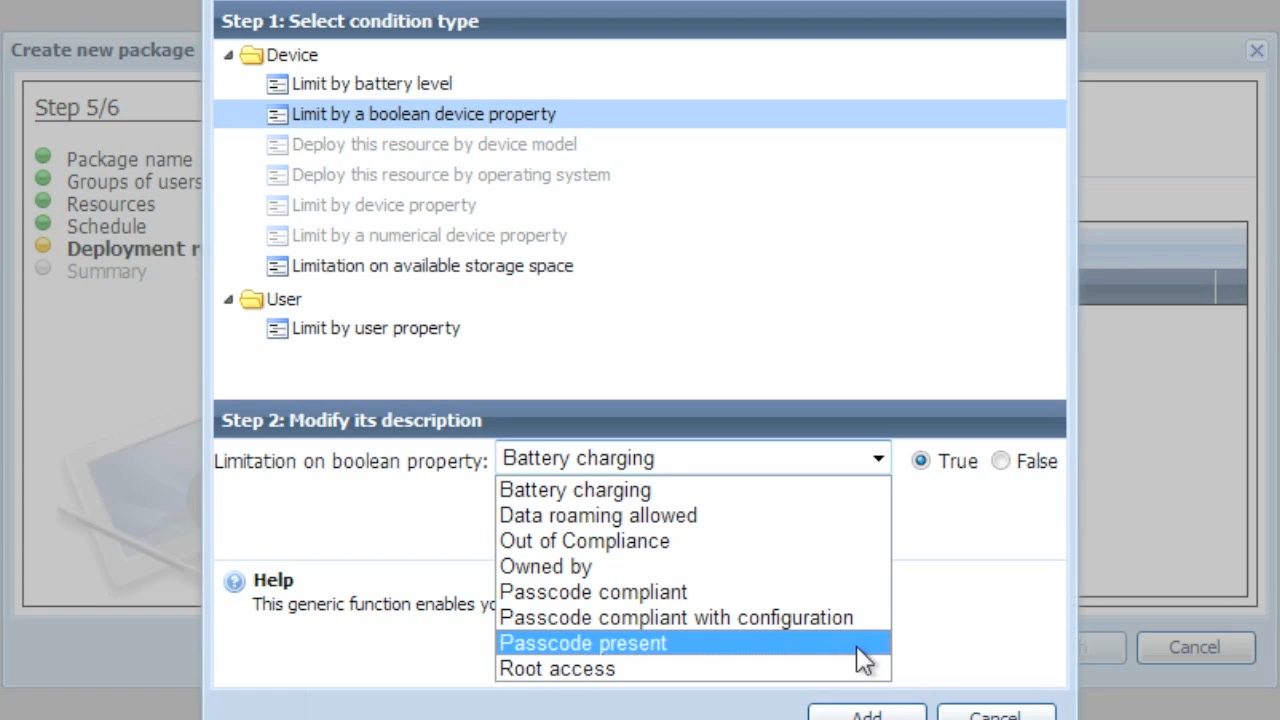 Step 1: Select condition type
Create new package
Device
Limit by battery level
Step 5/6
Limit by a boolean device property
Deploy this resource by device model
Package name
Deploy this resource by operating system
Groups of users
Resources
Limit by device property
Schedule
Limit by a numerical device property
Deployment r
Limitation on available storage space
Summary
User
Limit by user property
Step 2: Modify its description
Limitation on boolean property: Battery charging True False
Battery charging
Data roaming allowed
Out of Compliance
Owned by
Help
Passcode compliant
This generic function enables yo
Passcode compliant with configuration
Passcode present
Cancel
Root access
Add Cancel